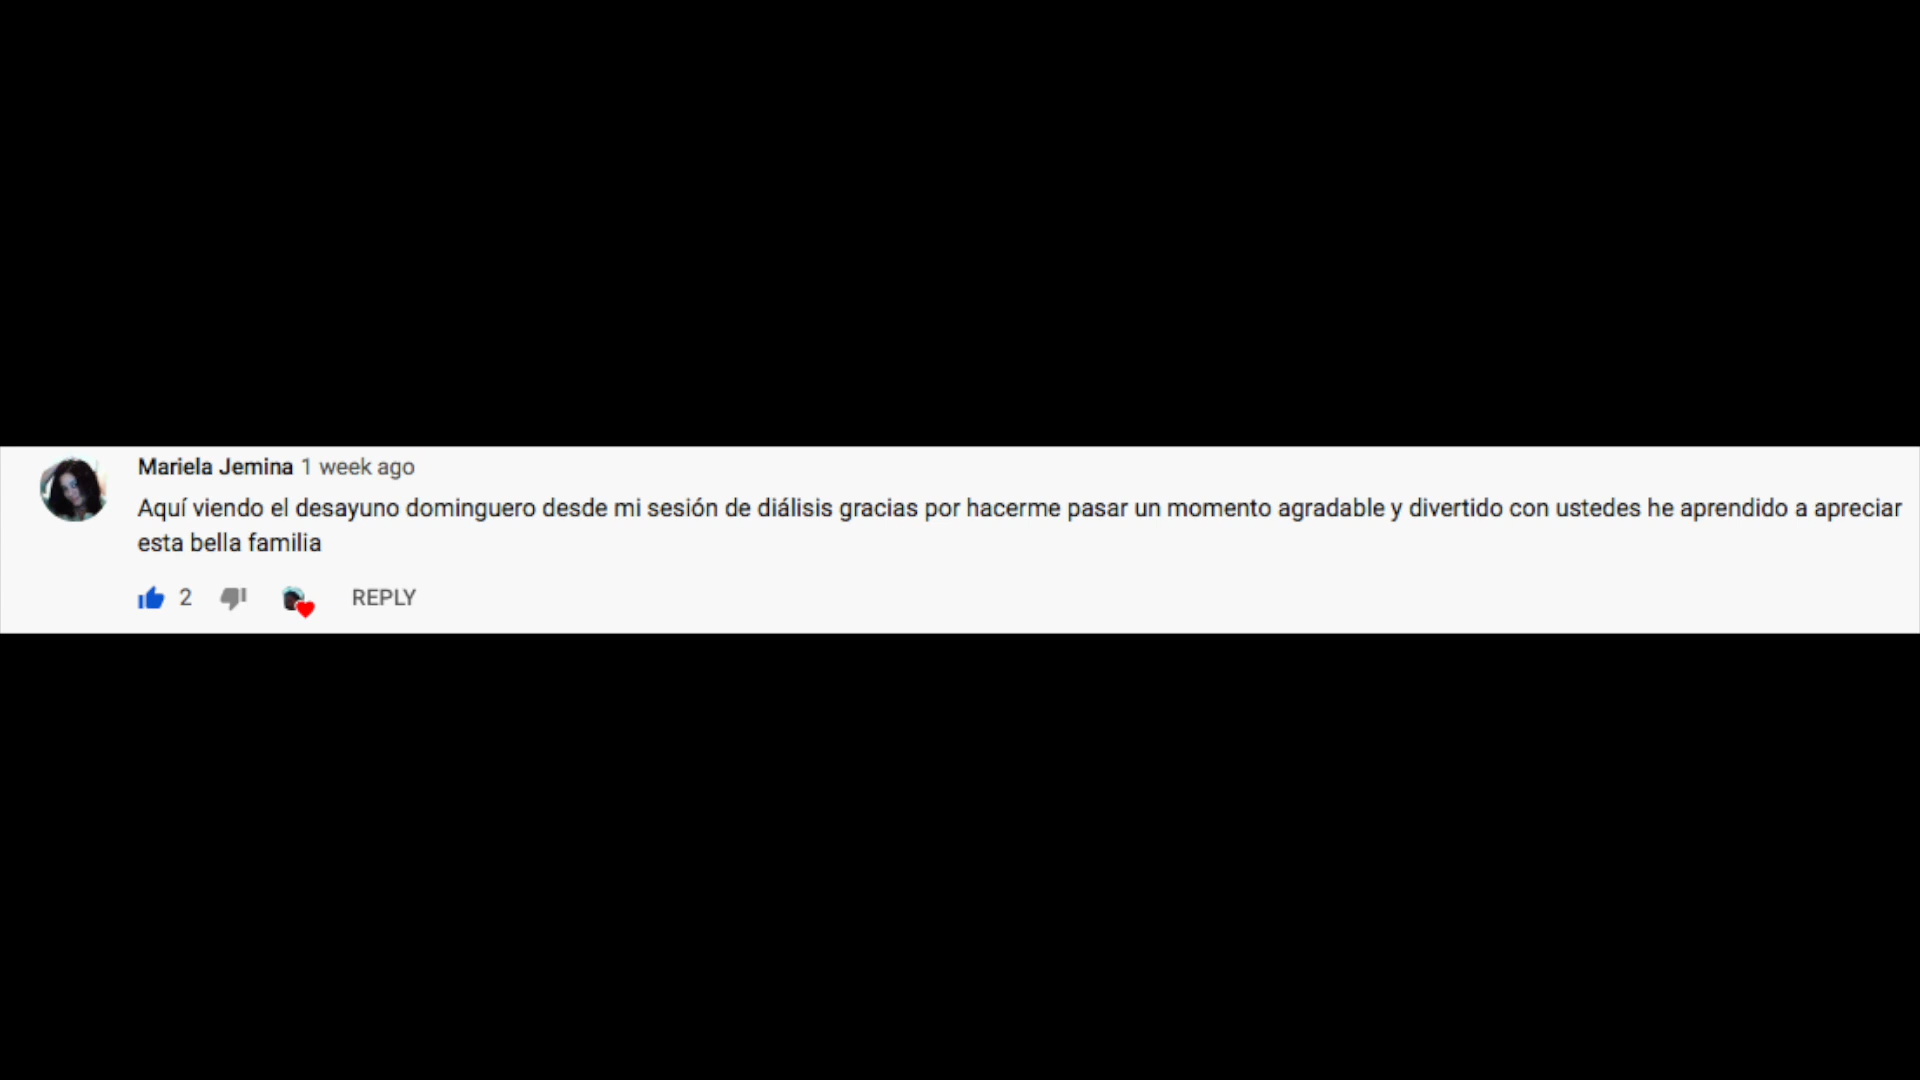 Mariela Jemina 1 week ago
Aquí viendo el desayuno dominguero desde mi sesión de diálisis gracias por hacerme pasar un momento agradable y divertido con ustedes he aprendido a apreciar
esta bella familia
2 REPLY